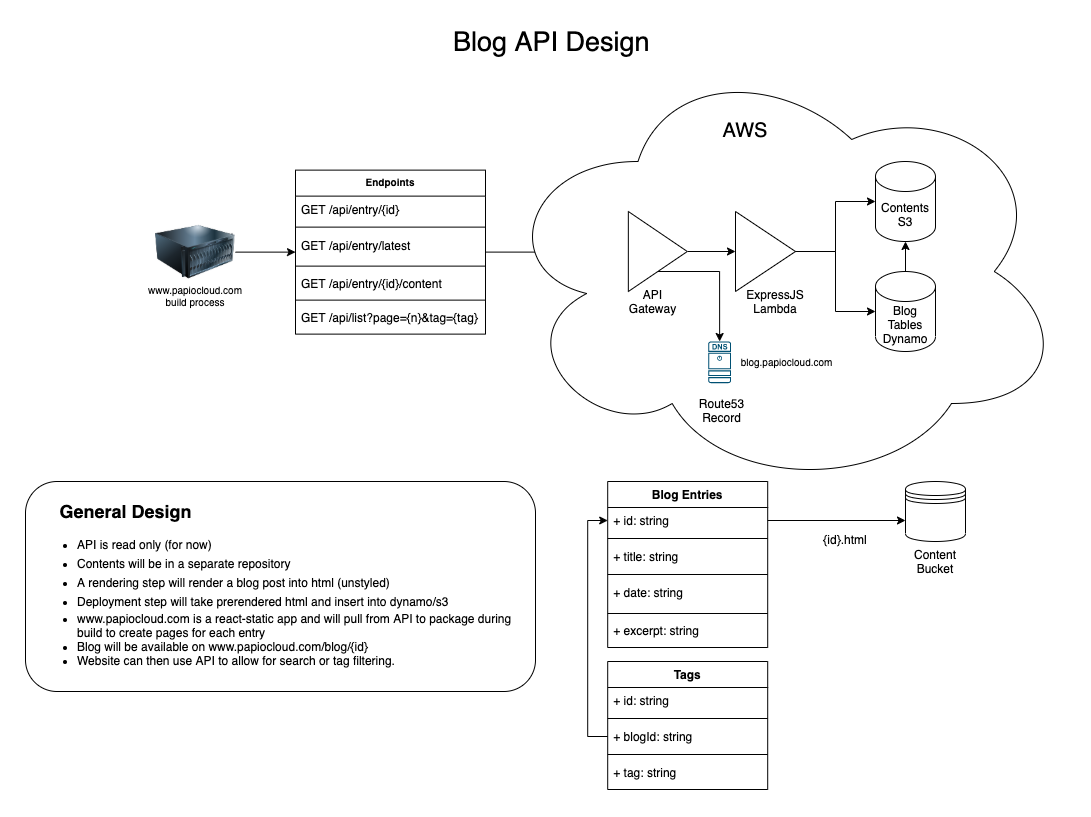 Blog API Design
AWS
Endpoints
GET /api/entry/{id}
GET /api/entry/latest
GET /api/entry/{id}/content
GET /api/list?page={n}&tag={tag}
www.papiocloud.com
build process
API
Gateway
ExpressJS
Lambda
Contents
S3
Blog
Tables
Dynamo
DNS
blog.papiocloud.com
Route53
Record
General Design
• API is read only (for now)
• Contents will be in a separate repository
• A rendering step will render a blog post into html (unstyled)
• Deployment step will take prerendered html and insert into dynamo/s3
• www.papiocloud.com is a react-static app and will pull from API to package during
build to create pages for each entry
• Blog will be available on www.papiocloud.com/blog/{id}
• Website can then use API to allow for search or tag filtering.
Blog Entries
+ id: string
+ title: string
+ date: string
+ excerpt: string
{id}.html
Content
Bucket
Tags
+ id: string
+ blogId: string
+ tag: string